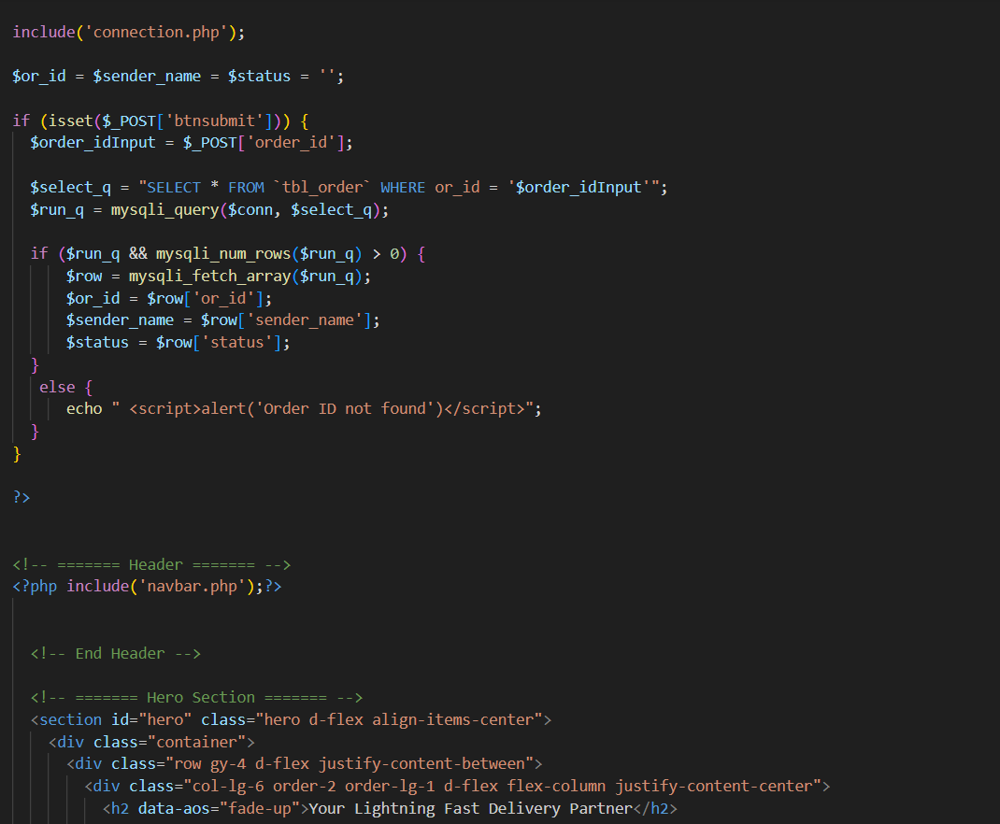 include('connection.php');
$or_id = $sender_name = $status = '';
if (isset($_POST['btnsubmit'])) {
$order_idInput = $_POST['order_id'];
$select_q = "SELECT * FROM `tbl_order` WHERE or_id = '$order_idInput'";
$run_q = mysqli_query($conn, $select_q);
if ($run_q && mysqli_num_rows($run_q) > 0) {
$row = mysqli_fetch_array($run_q);
$or_id = $row['or_id'];
$sender_name = $row['sender_name'];
$status = $row['status'];
}
else {
echo " <script>alert('Order ID not found')</script>";
}
}
?>
<!-- ======= Header ======= -->
<?php include('navbar.php');?>
<!-- End Header -->
<!-- ======= Hero Section ======= -->
<section id="hero" class="hero d-flex align-items-center">
<div class="container">
<div class="row gy-4 d-flex justify-content-between">
<div class="col-lg-6 order-2 order-lg-1 d-flex flex-column justify-content-center">
<h2 data-aos="fade-up">Your Lightning Fast Delivery Partner</h2>